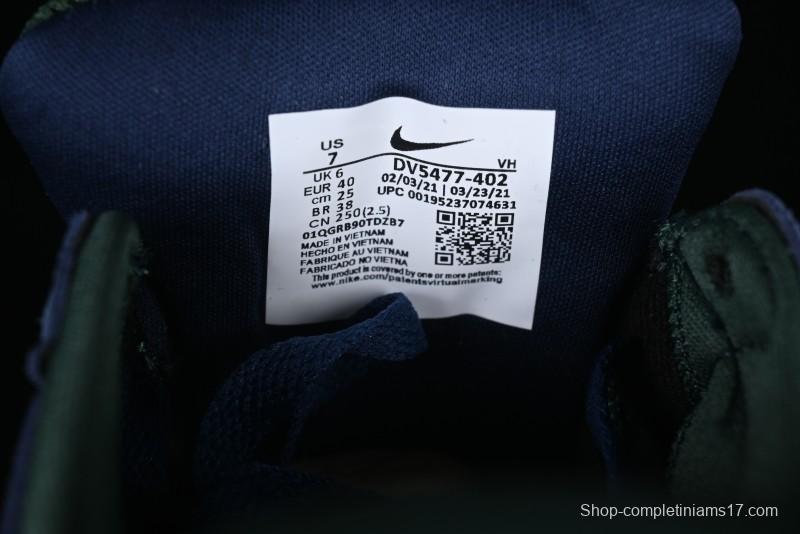 US
7
UK 6
EUR 40
cm 25
BR 38
CN 250(2.5)
01QGRB90TDZB7
VH
DV5477-402
02/03/21 | 03/23/21
UPC 00195237074631
MADE IN VIETNAM
HECHO EN VIETNAM
FABRIQUE AU VIETNAM
FABRICADO NO VIETNA
This product is covered by one or more patents:
www.nike.com/patentsvirtualmarking
Shop-completiniams17.com